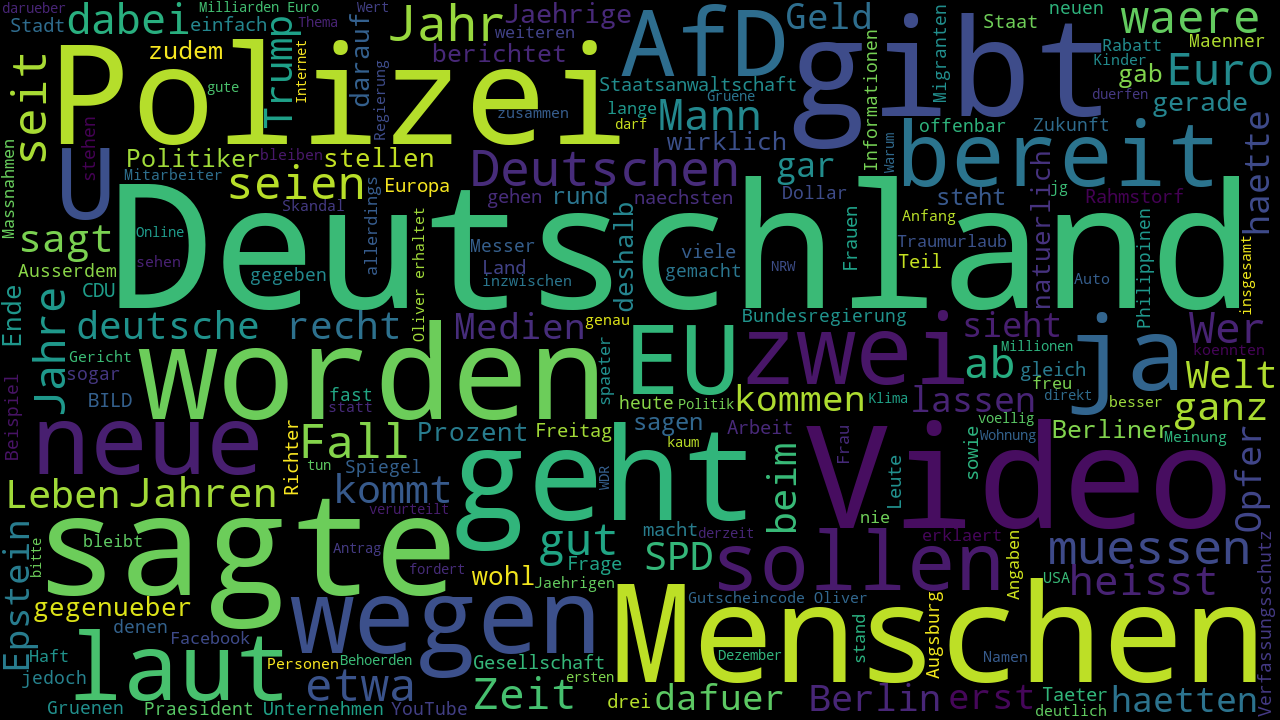 darueber
Stadt
dabei
einfach
Milliarden Euro
Thema
Wert
Jahr
Jaehrige
weiteren
berichtet
AfD
Geld
Staat
neuen
waere
Maenner
Rabatt
Kinder
gab
Euro
duerfen
gerade
seit
Polizei
zudem
gute
Trump
Internet
darauf
Regierung
zusammen
Staatsanwaltschaft
Gruene
lange
darf
Mann
wirklich
gibt
Informationen
Migranten
offenbar
Zukunft
Warum
bereit
haette
Massnahmen
stehen
U
Politiker
bleiben
stellen
Mitarbeiter
seien
Europa
Skandal
Deutschen
gehen
rund
naechsten
gar
Dollar
steht
jg
Rahmstorf
natuerlich
sagt
Online
sehen
Ausserdem
CDU
gegeben
Deutschland
allerdings
Oliver erhaltet
Messer
Land
inzwischen
deshalb
viele
gemacht
NRW
Frauen
Anfang
Traumurlaub
Teil
Auto
Philippinen
insgesamt
Ende
Jahre
deutsche
recht
Medien
genau
Bundesregierung
sieht
Wer
koennten
Millionen
Gericht
sogar
BILD
Beispiel
worden
fast
statt
spaeter
EU
heute
Politik
sagen
kaum
zwei
kommen
Klima
ab
gleich
freu
direkt
ja
besser
Welt
lassen
ganz
neue
Richter
Fall
tun
Prozent
Freitag
Arbeit
Frau
voellig
Wohnung
sowie
Berliner
Meinung
Opfer
Leben
Jahren
Spiegel
kommt
verurteilt
geht
WDR
beim
Video
Leute
nie
Epstein
bitte
bleibt
sagte
Antrag
fordert
gut
Frage
macht
derzeit
SPD
erklaert
sollen
Angaben
muessen
USA
heisst
Verfassungsschutz
gegenueber
denen
Facebook
wegen
wohl
Jaehrigen
Gutscheincode Oliver
Menschen
Dezember
stand
Augsburg
Namen
Haft
jedoch
laut
Personen
Behoerden
Gesellschaft
ersten
etwa
Zeit
drei
dafuer
Berlin
erst
Taeter
deutlich
haetten
Gruenen
Praesident
Unternehmen
YouTube